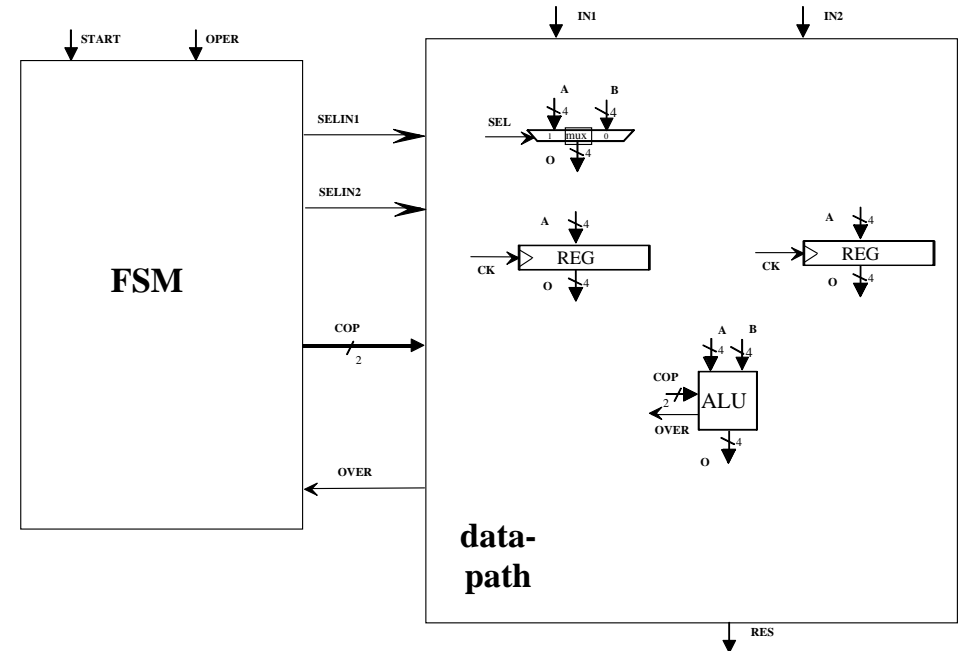 IN1
IN2
START
OPER
A
B
4
4
SELIN1
SEL
1
mux
0
O
4
SELIN2
A
4
A
4
FSM
CK
REG
CK
REG
O
4
O
4
COP
2
A
B
4
4
COP
2
ALU
OVER
4
O
OVER
data-
path
RES